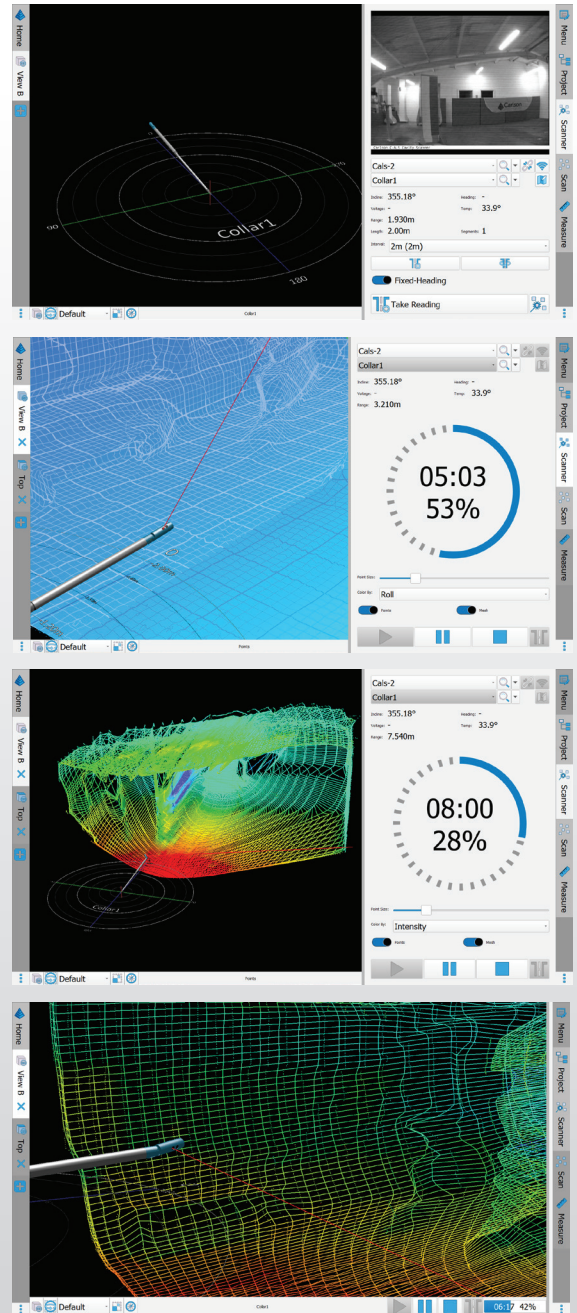 Home
View B
270
90
Collar1
180
Default
Collar1
Carlson
Cals-2
Collar1
Incline: 355.18°
Heading: -
Voltage: -
Temp: 33.9°
Range: 1.930m
Length: 2.00m
Segments: 1
Interval: 2m (2m)
Fixed-Heading
Take Reading
Menu
Project
Scanner
Scan
Measure
Home
View B
Top
Default
Points
Cals-2
Collar1
Incline: 355.18°
Heading: -
Voltage: -
Temp: 33.9°
Range: 3.210m
05:03
53%
Point Size:
Color By: Roll
Points
Mesh
Menu
Project
Scanner
Scan
Measure
Home
View B
Top
Collar1
Default
Points
Cals-2
Collar1
Incline: 355.18°
Heading: -
Voltage: -
Temp: 33.9°
Range: 7.540m
08:00
28%
Point Size:
Color By: Intensity
Points
Mesh
Menu
Project
Scanner
Scan
Measure
Home
View B
Top
Default
Collar1
06:17 42%
Menu
Project
Scanner
Scan
Measure